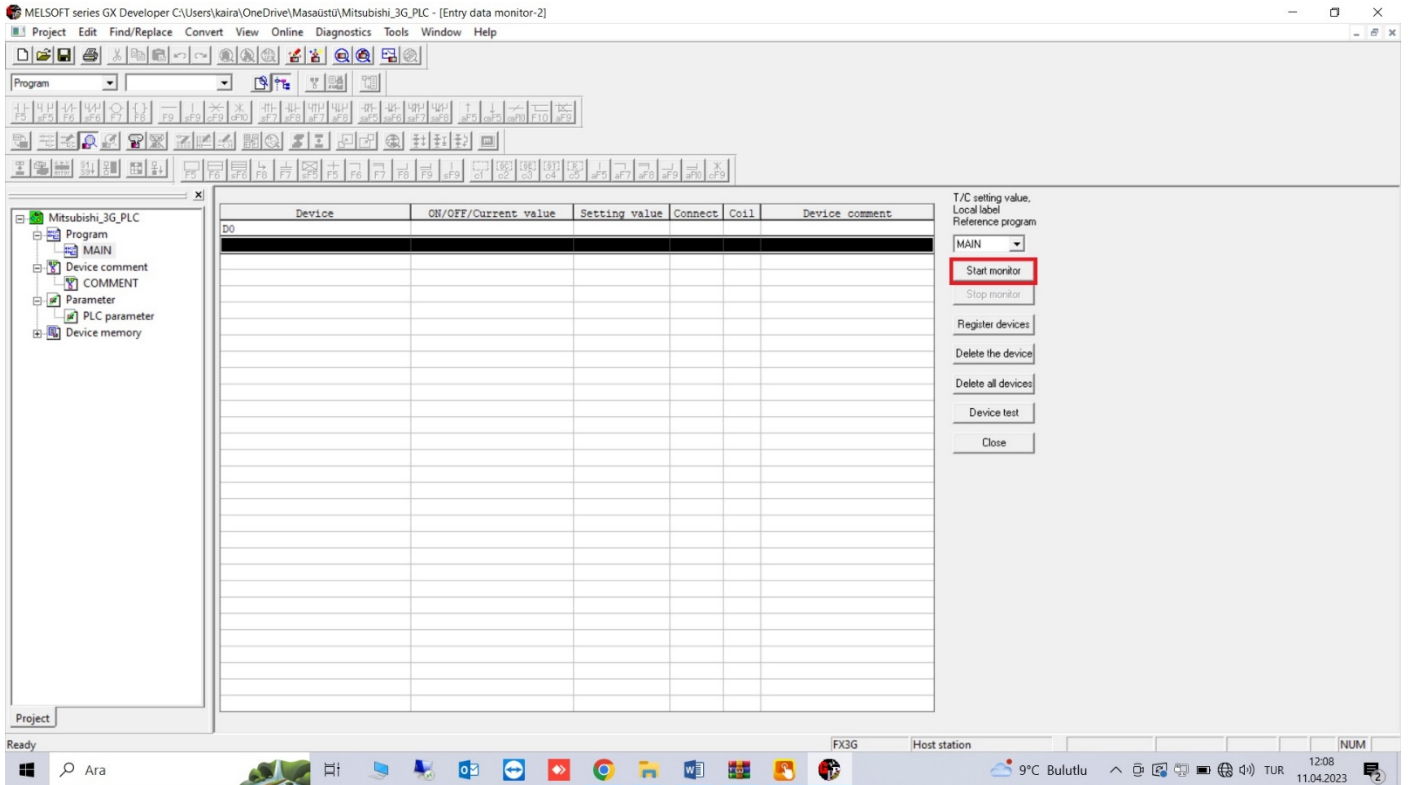 MELSOFT series GX Developer C:\Users\kaira\OneDrive\Masaüstü\Mitsubishi_3G_PLC - [Entry data monitor-2]
Project Edit Find/Replace Convert View Online Diagnostics Tools Window Help
Program
Mitsubishi_3G_PLC
Program
MAIN
Device comment
COMMENT
Parameter
PLC parameter
Device memory
Project
Device ON/OFF/Current value Setting value Connect Coil Device comment
D0
T/C setting value,
Local label
Reference program
MAIN
Start monitor
Stop monitor
Register devices
Delete the device
Delete all devices
Device test
Close
Ready FX3G Host station NUM
Ara 9°C Bulutlu TUR 12:08
11.04.2023
2